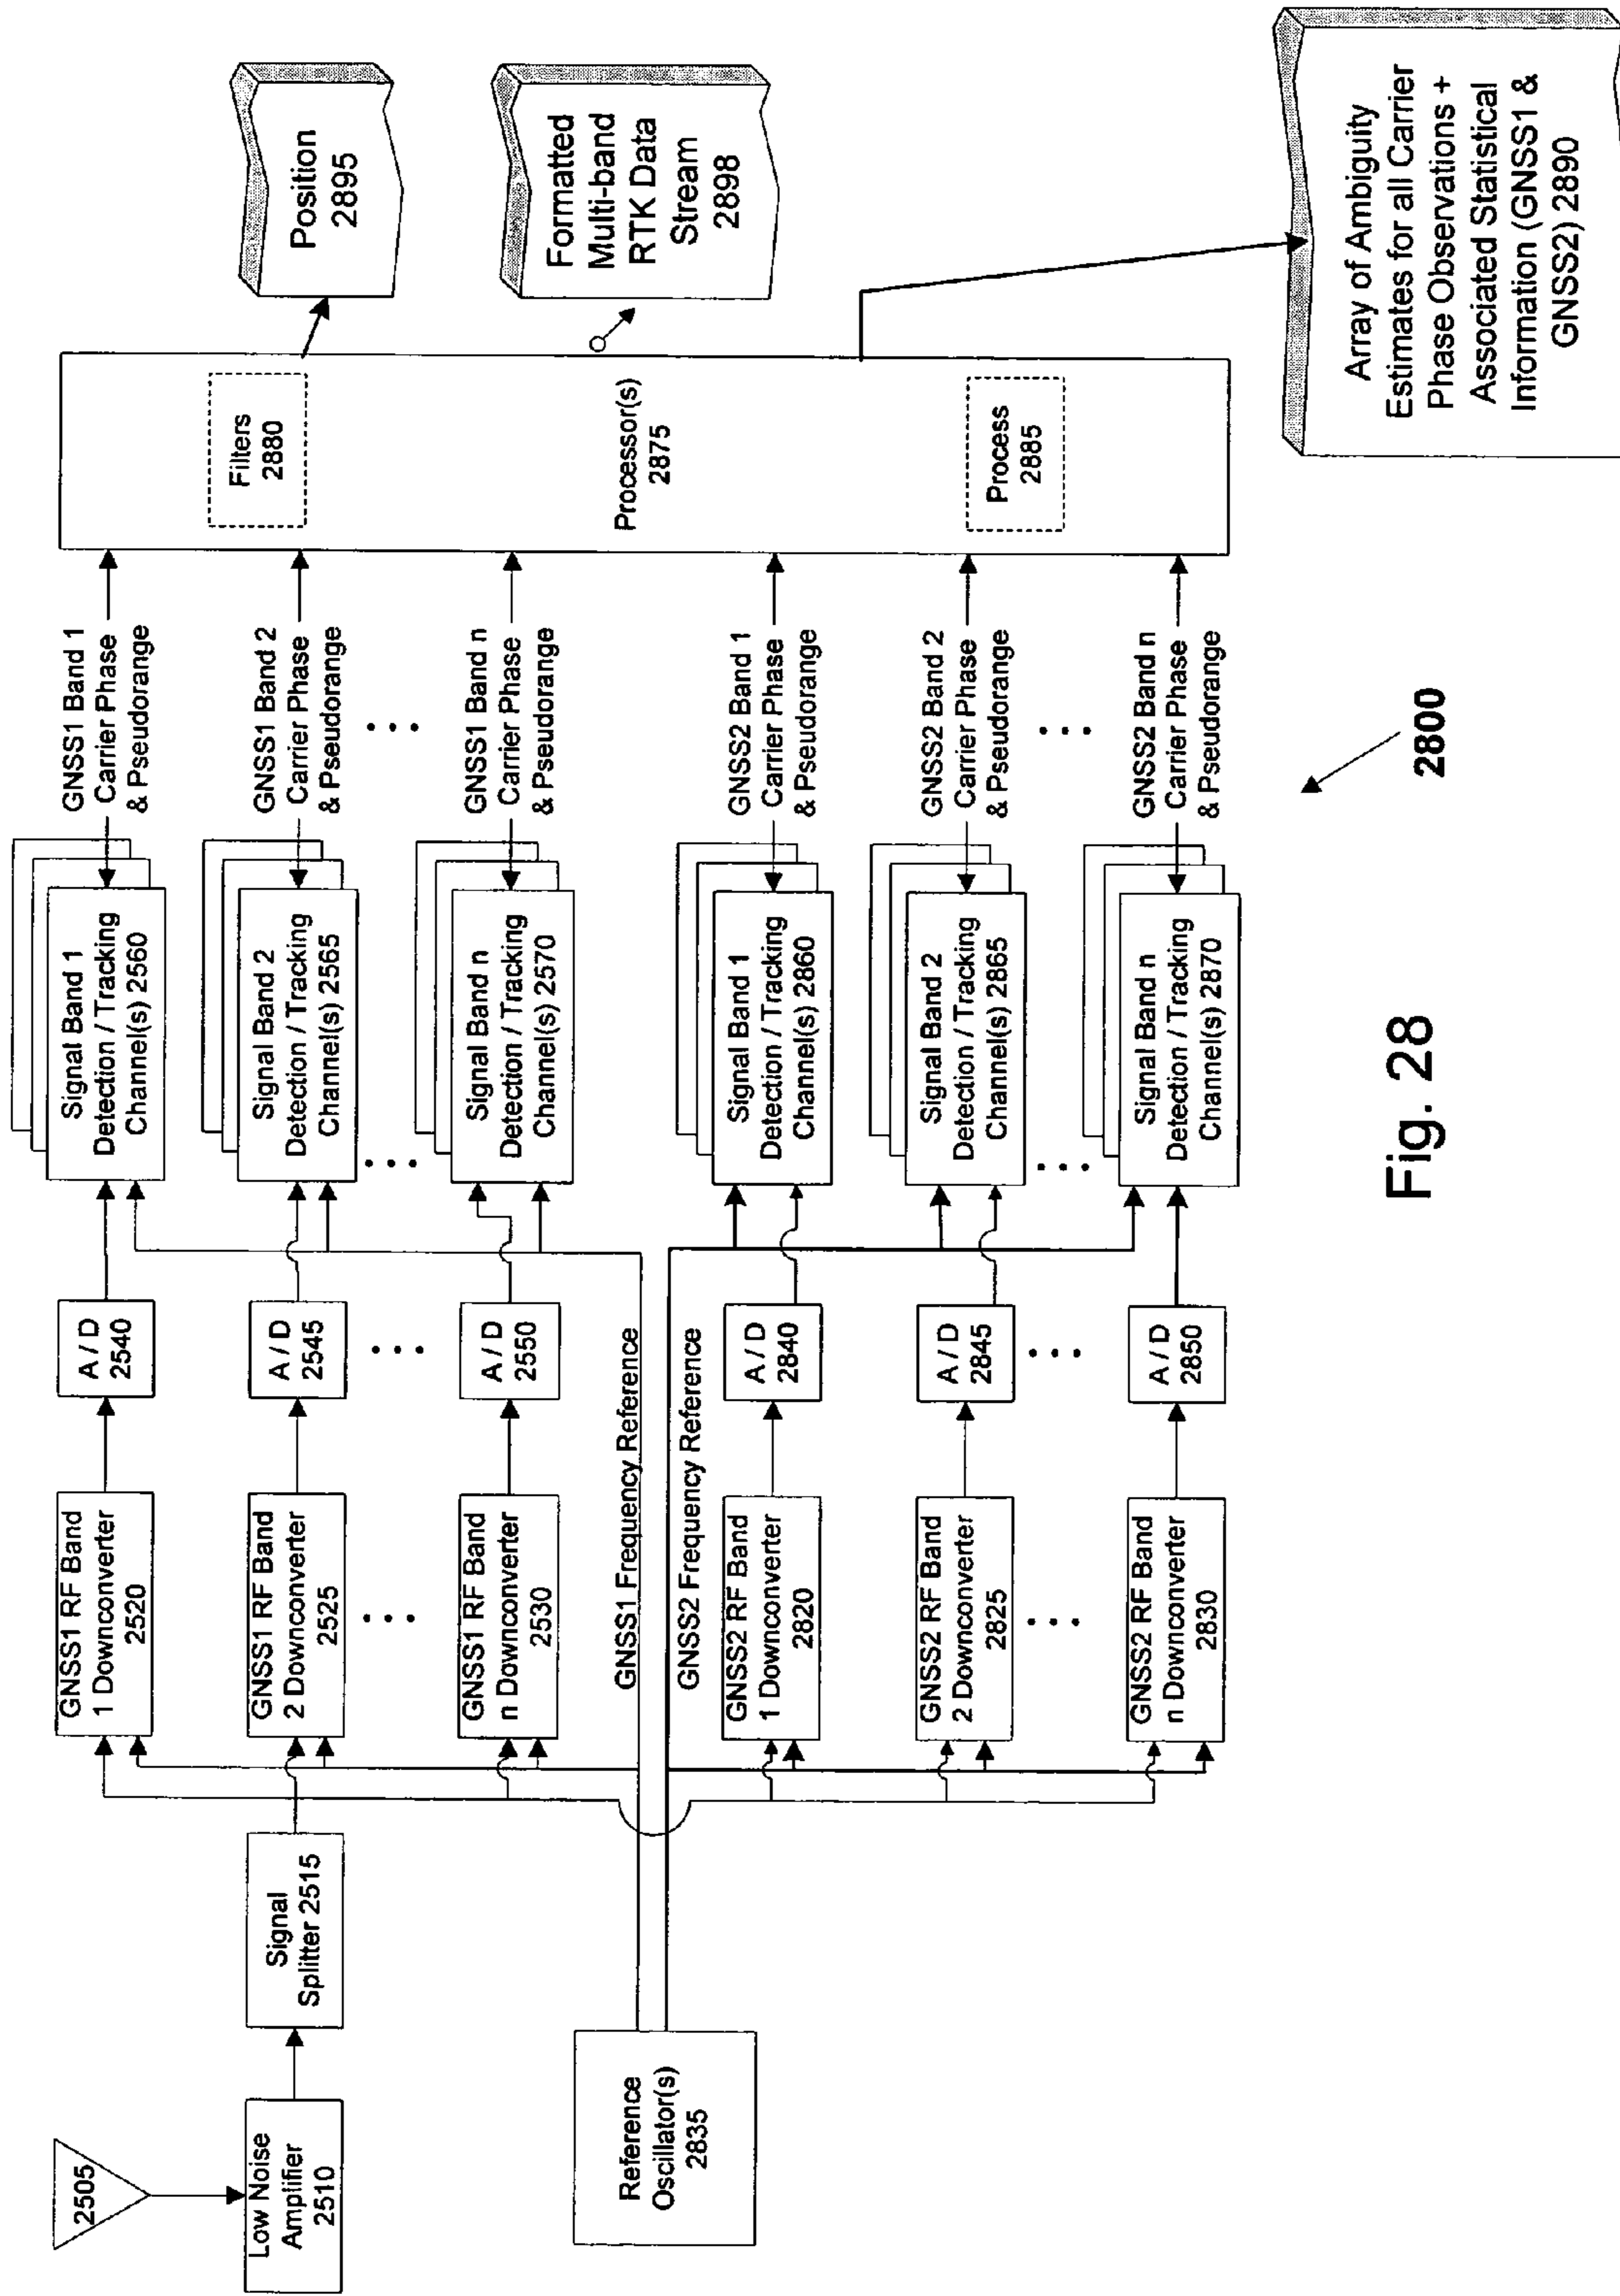 2505
Low Noise
Amplifier
2510
Signal
Splitter 2515
Reference
Oscillator(s)
2835
GNSS1 RF Band
1 Downconverter
2520
GNSS1 RF Band
2 Downconverter
2525
• • •
GNSS1 RF Band
n Downconverter
2530
GNSS1 Frequency Reference
GNSS2 Frequency Reference
GNSS2 RF Band
1 Downconverter
2820
GNSS2 RF Band
2 Downconverter
2825
• • •
GNSS2 RF Band
n Downconverter
2830
A / D
2540
A / D
2545
• • •
A / D
2550
A / D
2840
A / D
2845
• • •
A / D
2850
Signal Band 1
Detection / Tracking
Channel(s) 2560
Signal Band 2
Detection / Tracking
Channel(s) 2565
• • •
Signal Band n
Detection / Tracking
Channel(s) 2570
Signal Band 1
Detection / Tracking
Channel(s) 2860
Signal Band 2
Detection / Tracking
Channel(s) 2865
• • •
Signal Band n
Detection / Tracking
Channel(s) 2870
GNSS1 Band 1
Carrier Phase
& Pseudorange
GNSS1 Band 2
Carrier Phase
& Pseudorange
• • •
GNSS1 Band n
Carrier Phase
& Pseudorange
GNSS2 Band 1
Carrier Phase
& Pseudorange
GNSS2 Band 2
Carrier Phase
& Pseudorange
• • •
GNSS2 Band n
Carrier Phase
& Pseudorange
Filters
2880
Processor(s)
2875
Process
2885
Position
2895
Formatted
Multi-band
RTK Data
Stream
2898
Array of Ambiguity
Estimates for all Carrier
Phase Observations +
Associated Statistical
Information (GNSS1 &
GNSS2) 2890
2800
Fig. 28